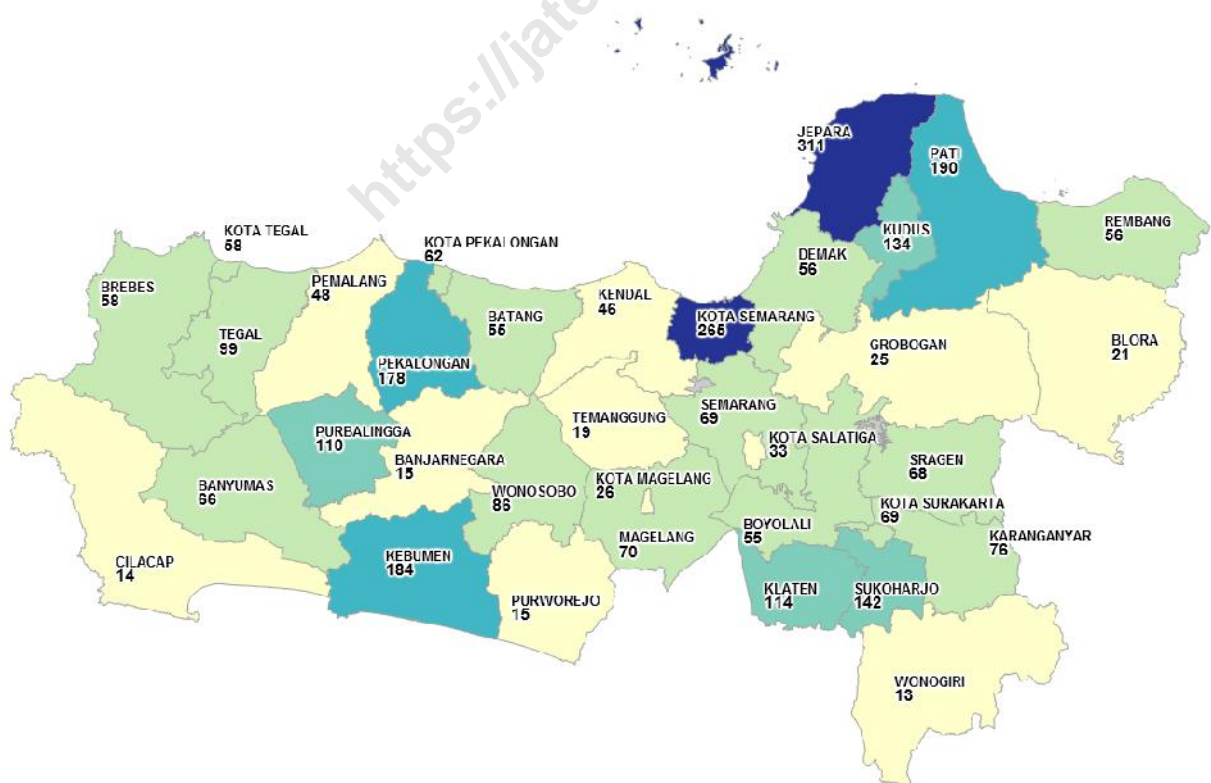 https://jate
JEPARA
311
PATI
190
KUDUS
134
REMBANG
56
DEMAK
56
KOTA TEGAL
58
KOTA PEKALONGAN
62
BREBES
58
PEMALANG
48
TEGAL
99
BATANG
55
KENDAL
46
KOTA SEMARANG
265
GROBOGAN
25
BLORA
21
PEKALONGAN
178
PURBALINGGA
110
TEMANGGUNG
19
SEMARANG
69
KOTA SALATIGA
33
BANJARNEGARA
15
BANYUMAS
66
WONOSOBO
86
KOTA MAGELANG
26
SRAGEN
68
KOTA SURAKARTA
69
BOYOLALI
55
MAGELANG
70
KARANGANYAR
76
CILACAP
14
KEBUMEN
184
PURWOREJO
15
KLATEN
114
SUKOHARJO
142
WONOGIRI
13